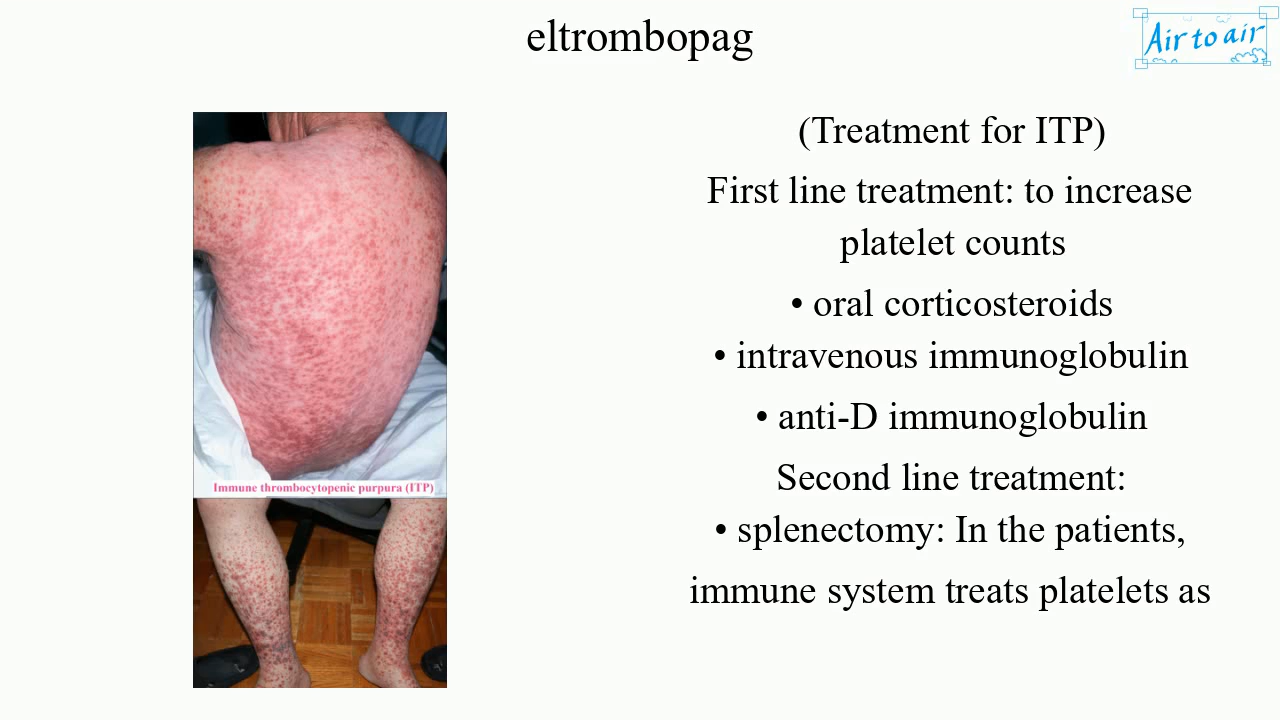 eltrombopag
Air to air
(Treatment for ITP)
First line treatment: to increase
platelet counts
• oral corticosteroids
• intravenous immunoglobulin
• anti-D immunoglobulin
Second line treatment:
• splenectomy: In the patients,
immune system treats platelets as
Immune thrombocytopenic purpura (ITP)